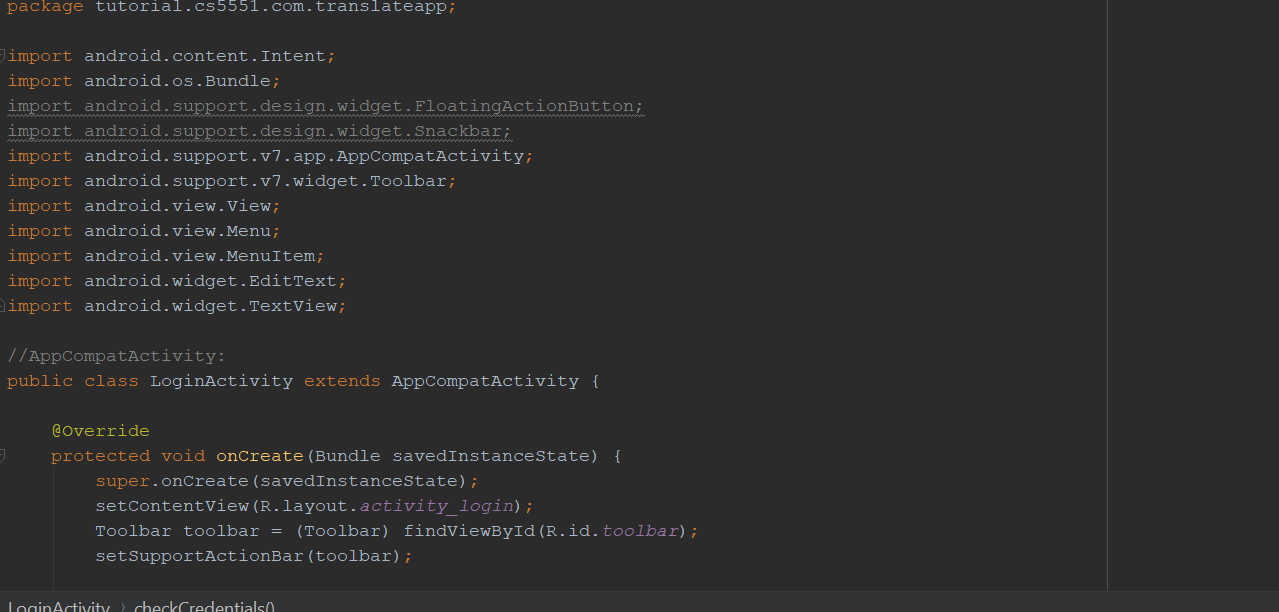 package tutorial.cs5551.com.translateapp;
import android.content.Intent;
import android.os.Bundle;
import android.support.design.widget.FloatingActionButton;
import android.support.design.widget.Snackbar;
import android.support.v7.app.AppCompatActivity;
import android.support.v7.widget.Toolbar;
import android.view.View;
import android.view.Menu;
import android.view.MenuItem;
import android.widget.EditText;
import android.widget.TextView;
//AppCompatActivity:
public class LoginActivity extends AppCompatActivity {
@Override
protected void onCreate(Bundle savedInstanceState) {
super.onCreate(savedInstanceState);
setContentView(R.layout.activity_login);
Toolbar toolbar = (Toolbar) findViewById(R.id.toolbar);
setSupportActionBar(toolbar);
LoginActivity › checkCredentials()